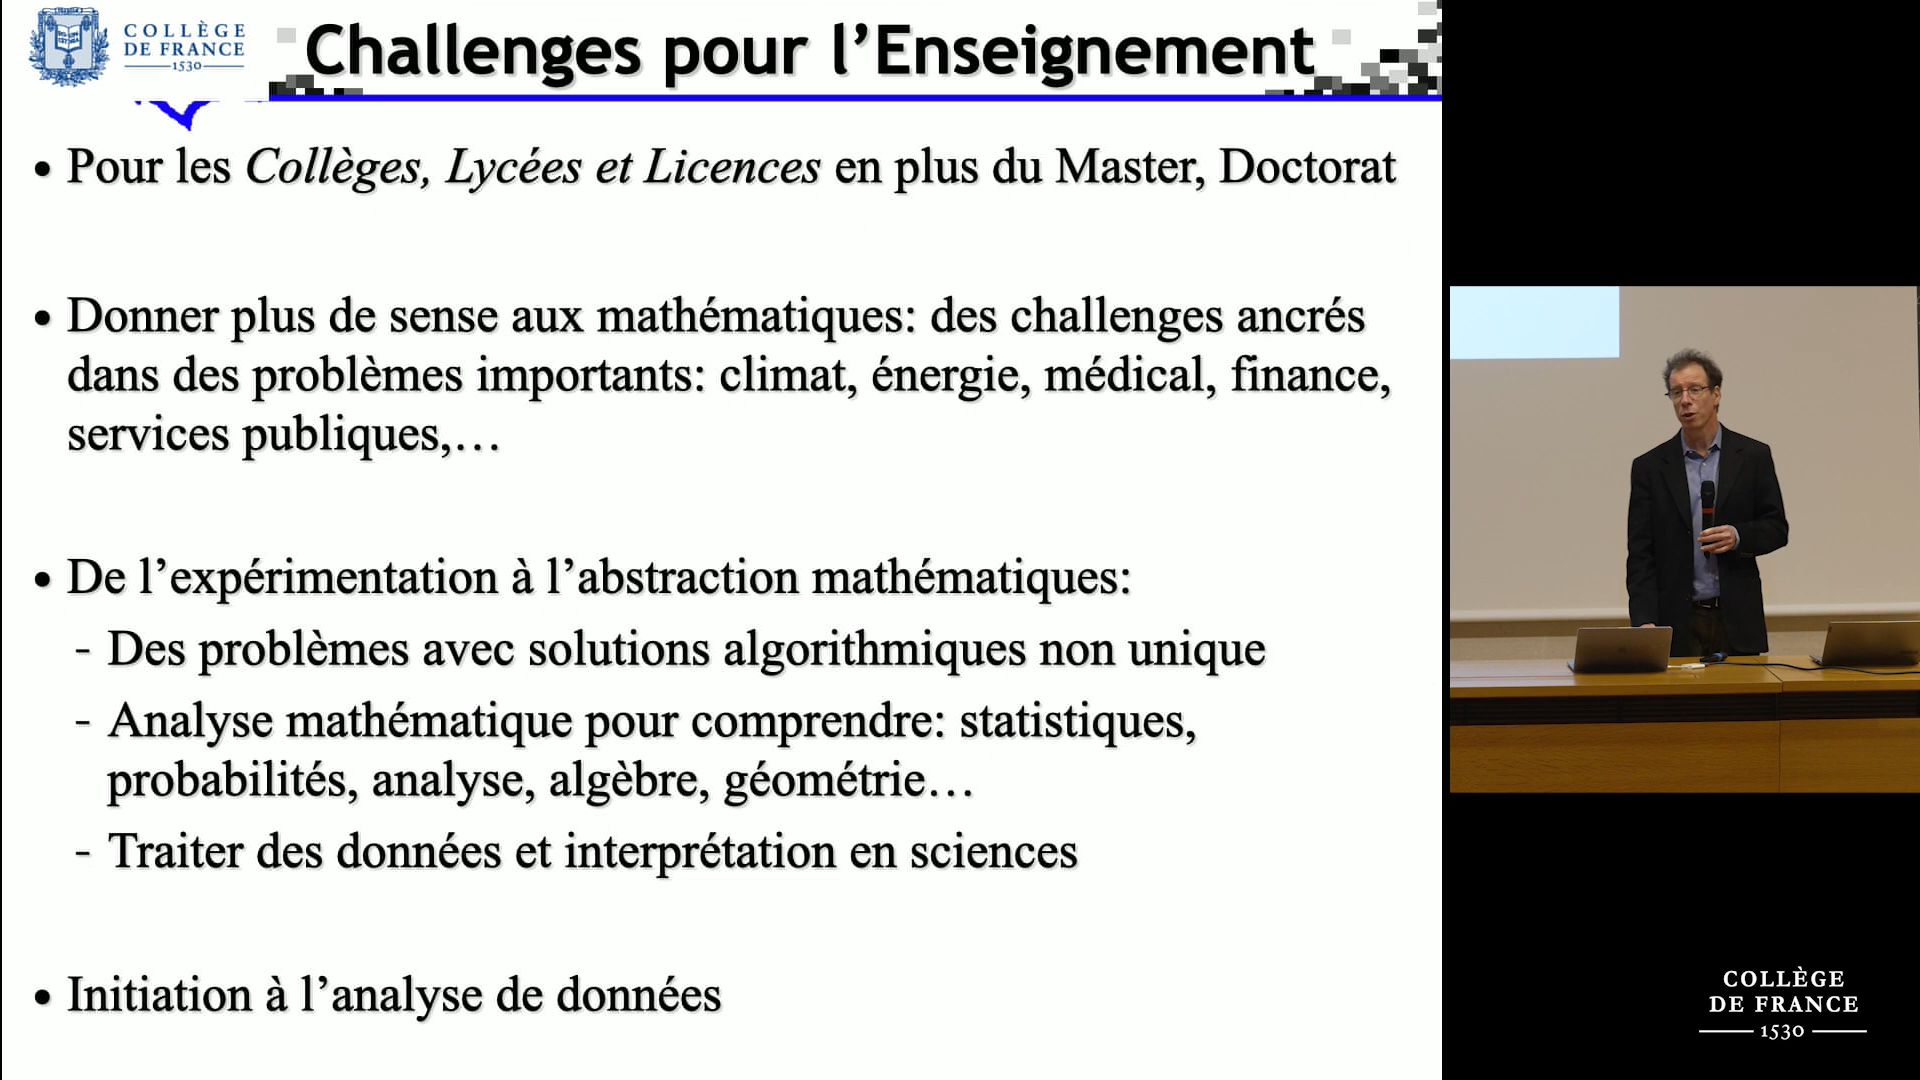 COLLÈGE
DE FRANCE
1530
Challenges pour l’Enseignement
• Pour les Collèges, Lycées et Licences en plus du Master, Doctorat
• Donner plus de sense aux mathématiques: des challenges ancrés
dans des problèmes importants: climat, énergie, médical, finance,
services publiques,…
• De l’expérimentation à l’abstraction mathématiques:
- Des problèmes avec solutions algorithmiques non unique
- Analyse mathématique pour comprendre: statistiques,
probabilités, analyse, algèbre, géométrie…
- Traiter des données et interprétation en sciences
• Initiation à l’analyse de données
COLLÈGE
DE FRANCE
1530